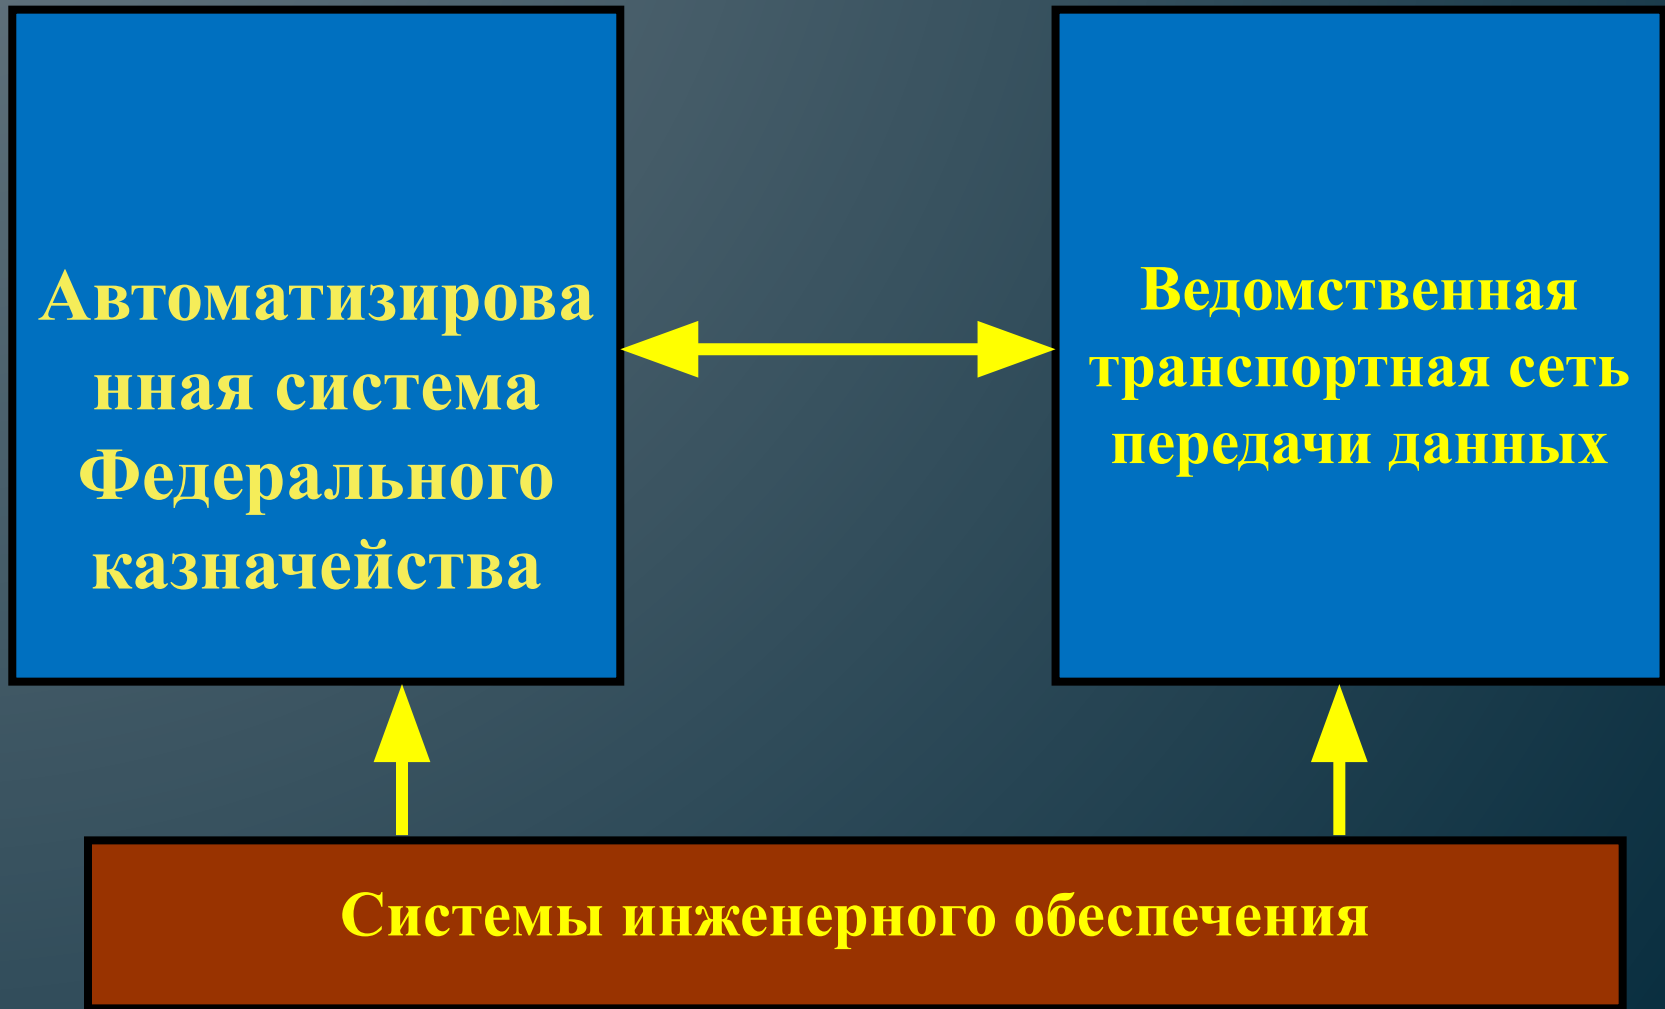 Автоматизирова
нная система
Федерального
казначейства
Ведомственная
транспортная сеть
передачи данных
Системы инженерного обеспечения